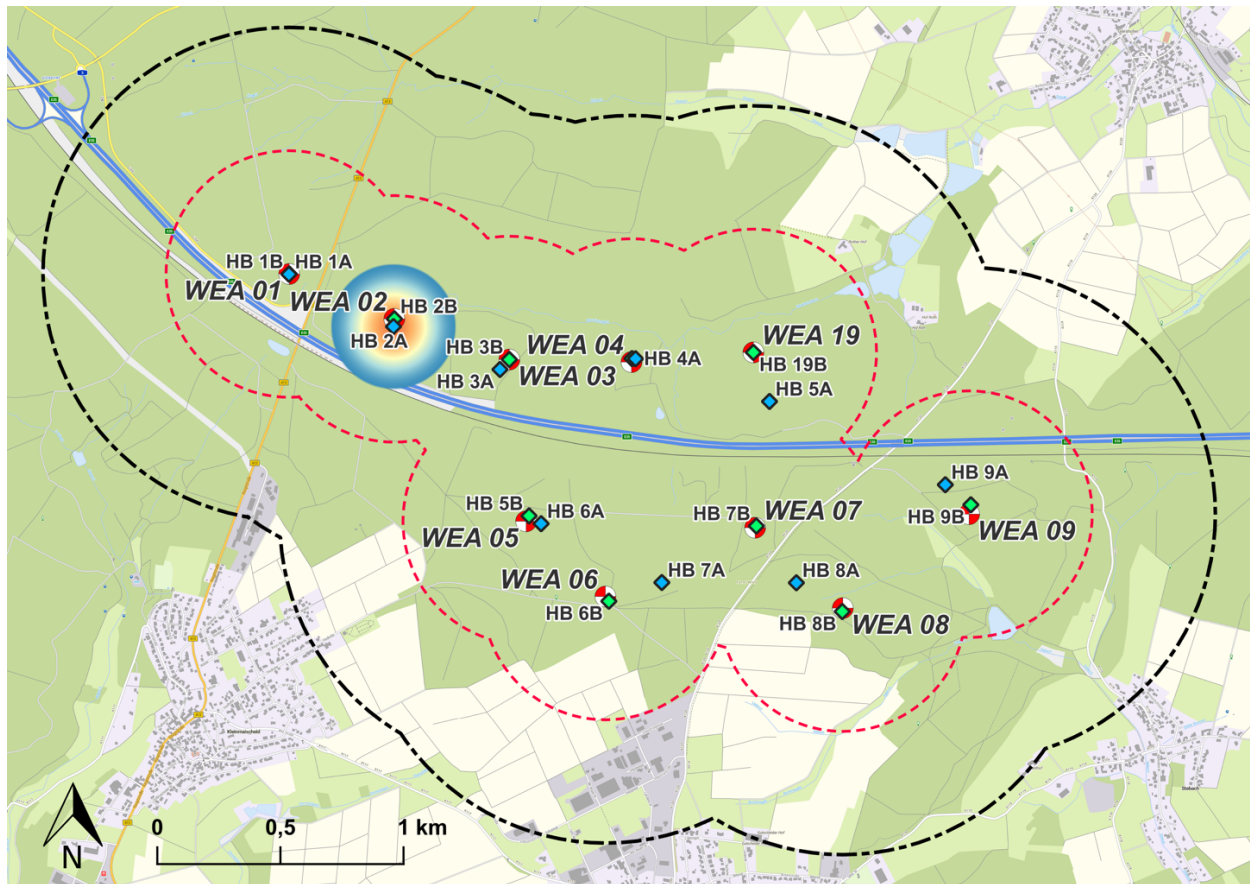 HB 1B
HB 1A
WEA 01
WEA 02
HB 2B
HB 2A
HB 3B
WEA 04
HB 4A
WEA 19
HB 19B
HB 3A
WEA 03
HB 5A
HB 9A
HB 5B
HB 6A
WEA 05
HB 7B
WEA 07
HB 9B
WEA 09
WEA 06
HB 7A
HB 8A
HB 6B
HB 8B
WEA 08
N
0
0,5
1 km